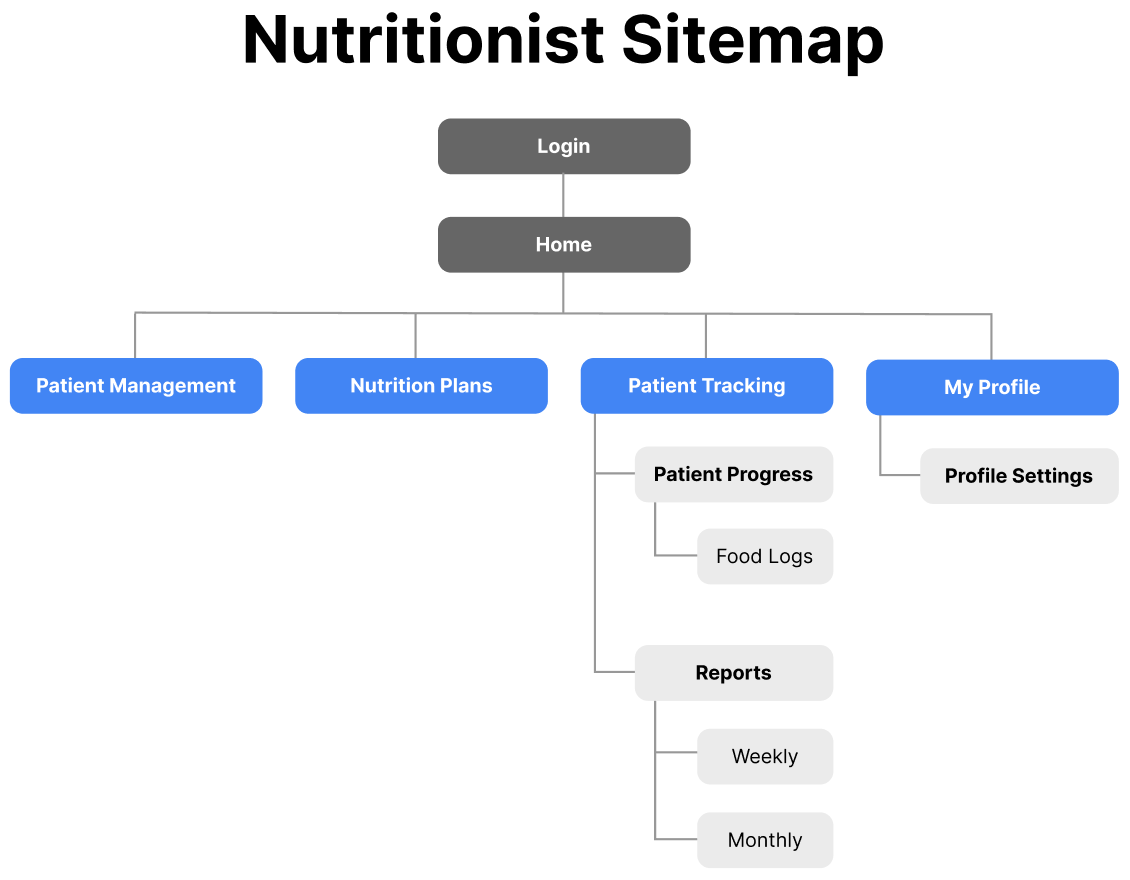 Nutritionist Sitemap
Login
Home
Patient Management
Nutrition Plans
Patient Tracking
My Profile
Patient Progress
Profile Settings
Food Logs
Reports
Weekly
Monthly